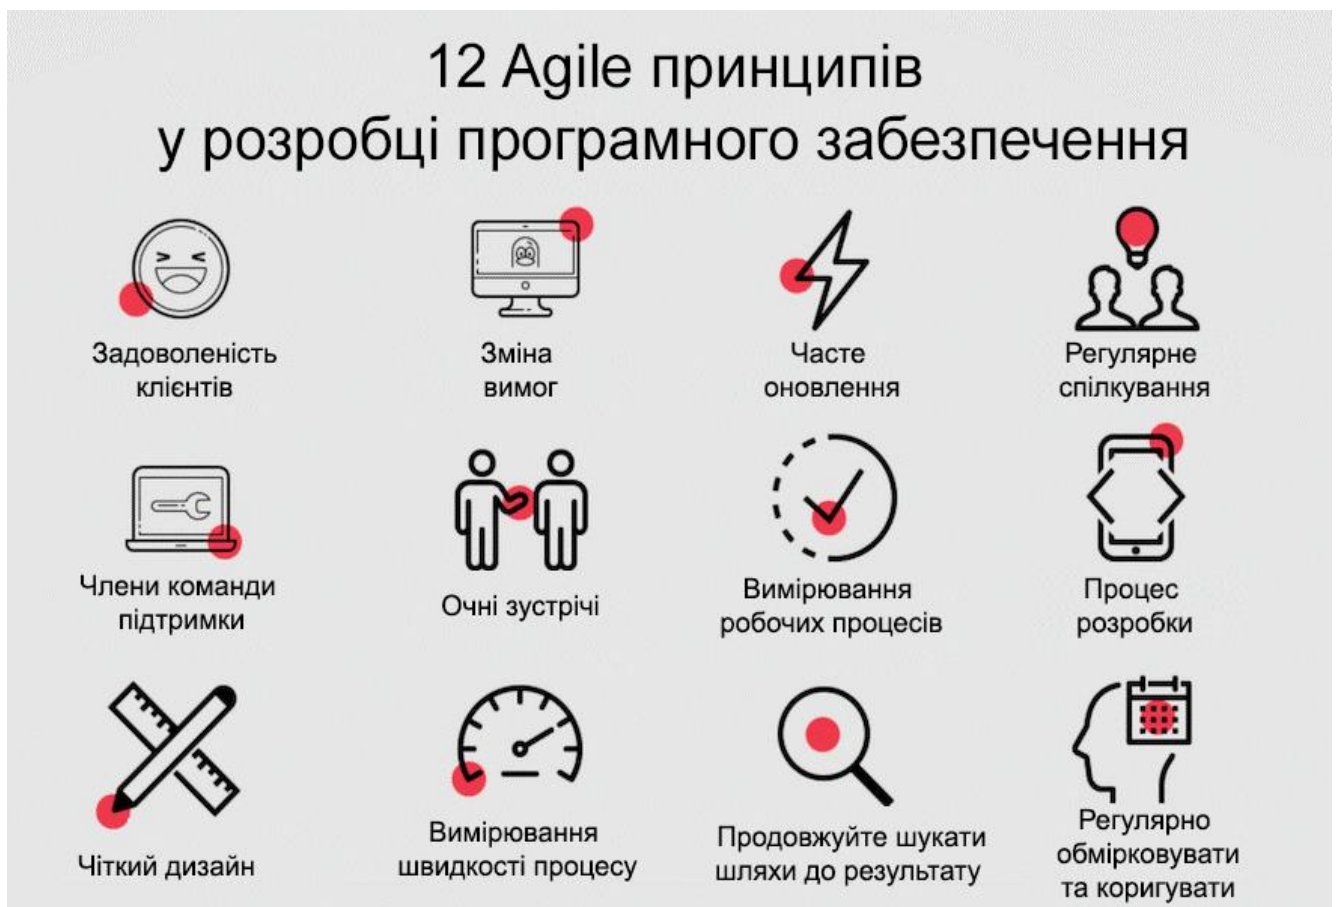 12 Agile принципів
у розробці програмного забезпечення
Задоволеність
клієнтів
Зміна
вимог
Часте
оновлення
Регулярне
спілкування
Члени команди
підтримки
Очні зустрічі
Вимірювання
робочих процесів
Процес
розробки
Чіткий дизайн
Вимірювання
швидкості процесу
Продовжуйте шукати
шляхи до результату
Регулярно
обмірковувати
та коригувати